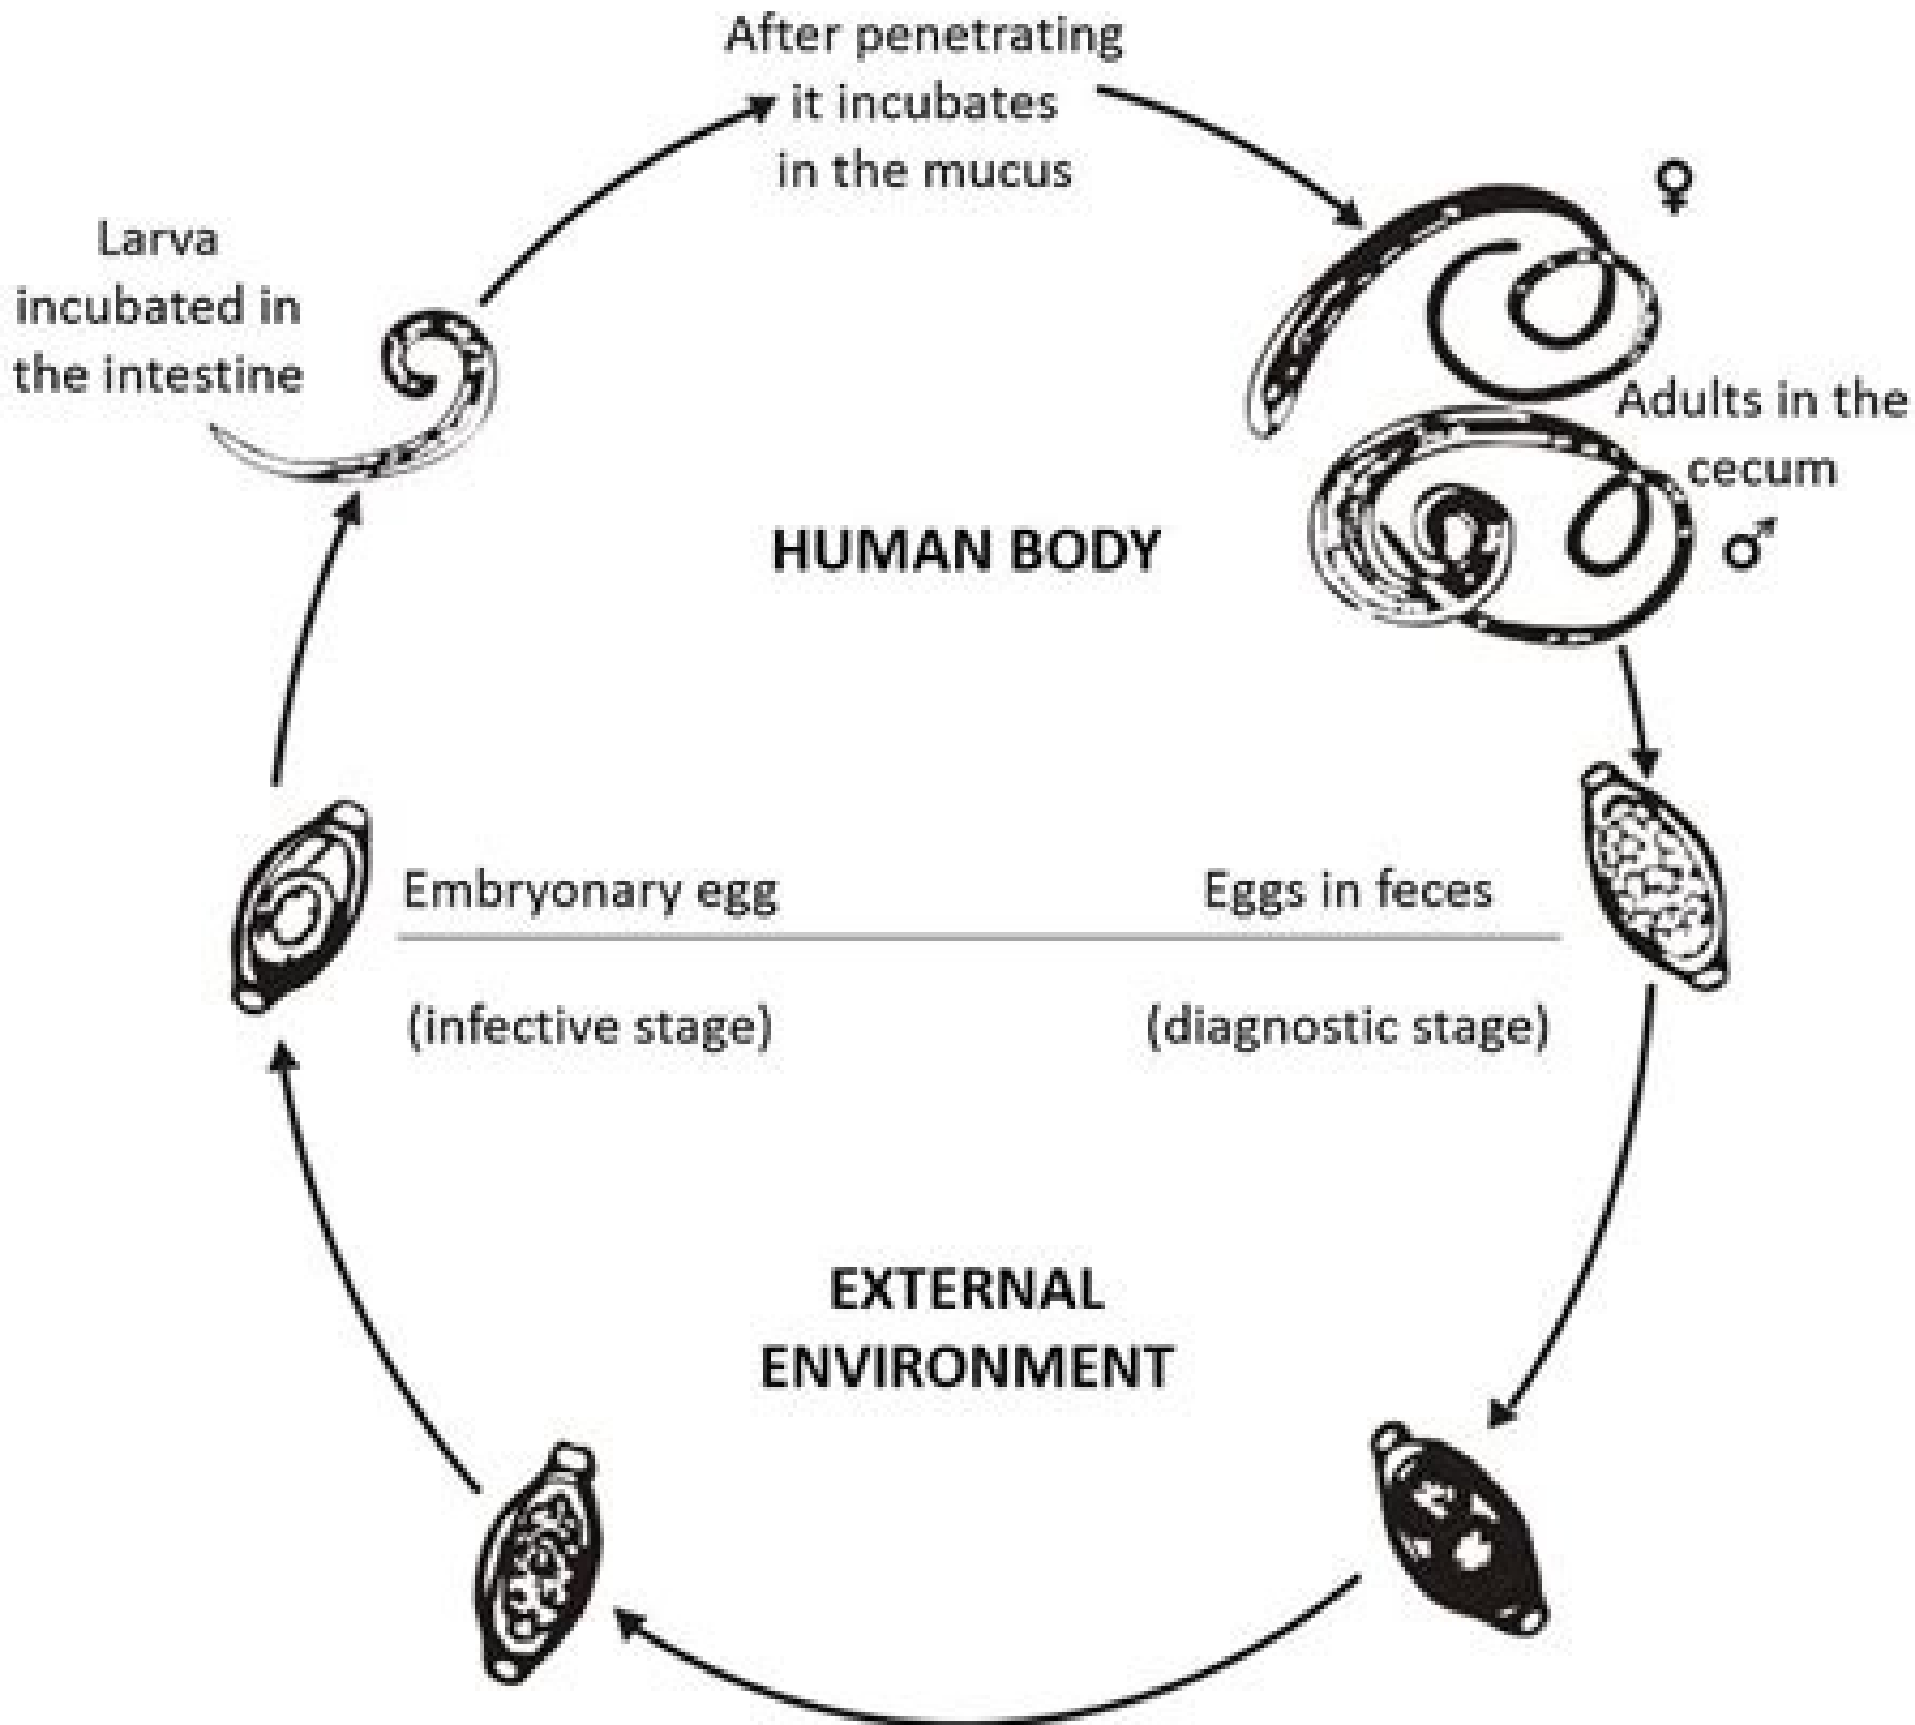 After penetrating
it incubates
in the mucus
♀
Larva
incubated in
the intestine
Adults in the
cecum
♂
HUMAN BODY
Embryonary egg
Eggs in feces
(infective stage)
(diagnostic stage)
EXTERNAL
ENVIRONMENT